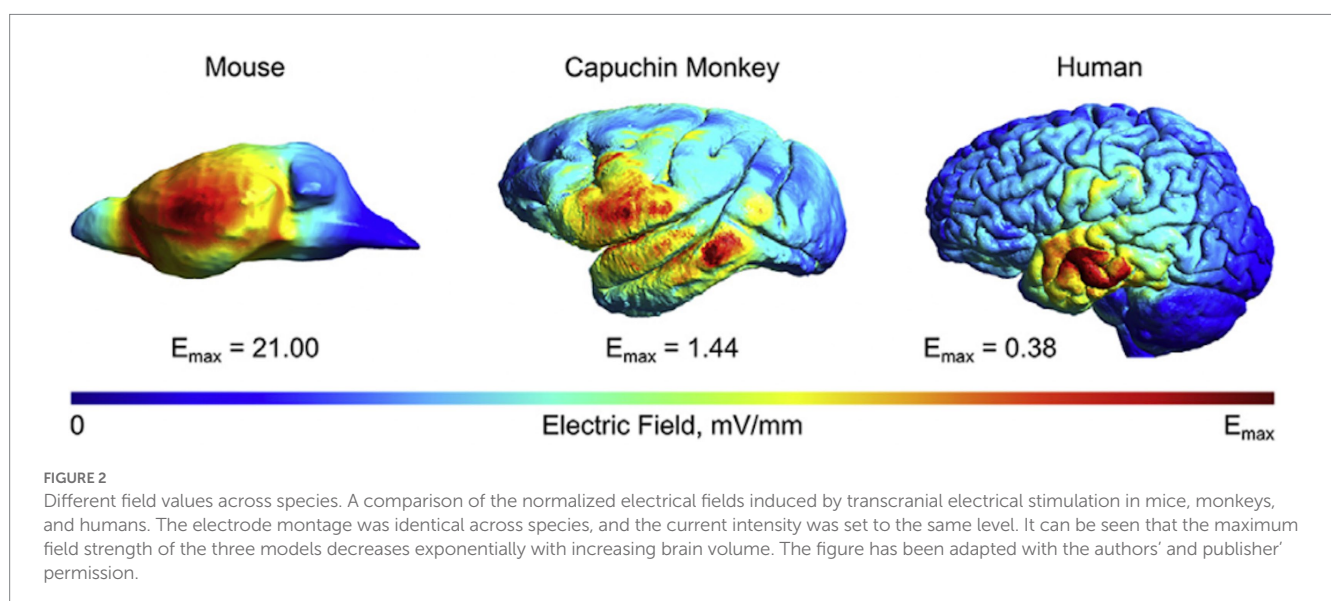 Mouse
Capuchin Monkey
Human
Emax = 21.00
Emax = 1.44
Emax = 0.38
0
Electric Field, mV/mm
Emax
FIGURE 2
Different field values across species. A comparison of the normalized electrical fields induced by transcranial electrical stimulation in mice, monkeys,
and humans. The electrode montage was identical across species, and the current intensity was set to the same level. It can be seen that the maximum
field strength of the three models decreases exponentially with increasing brain volume. The figure has been adapted with the authors’ and publisher’
permission.